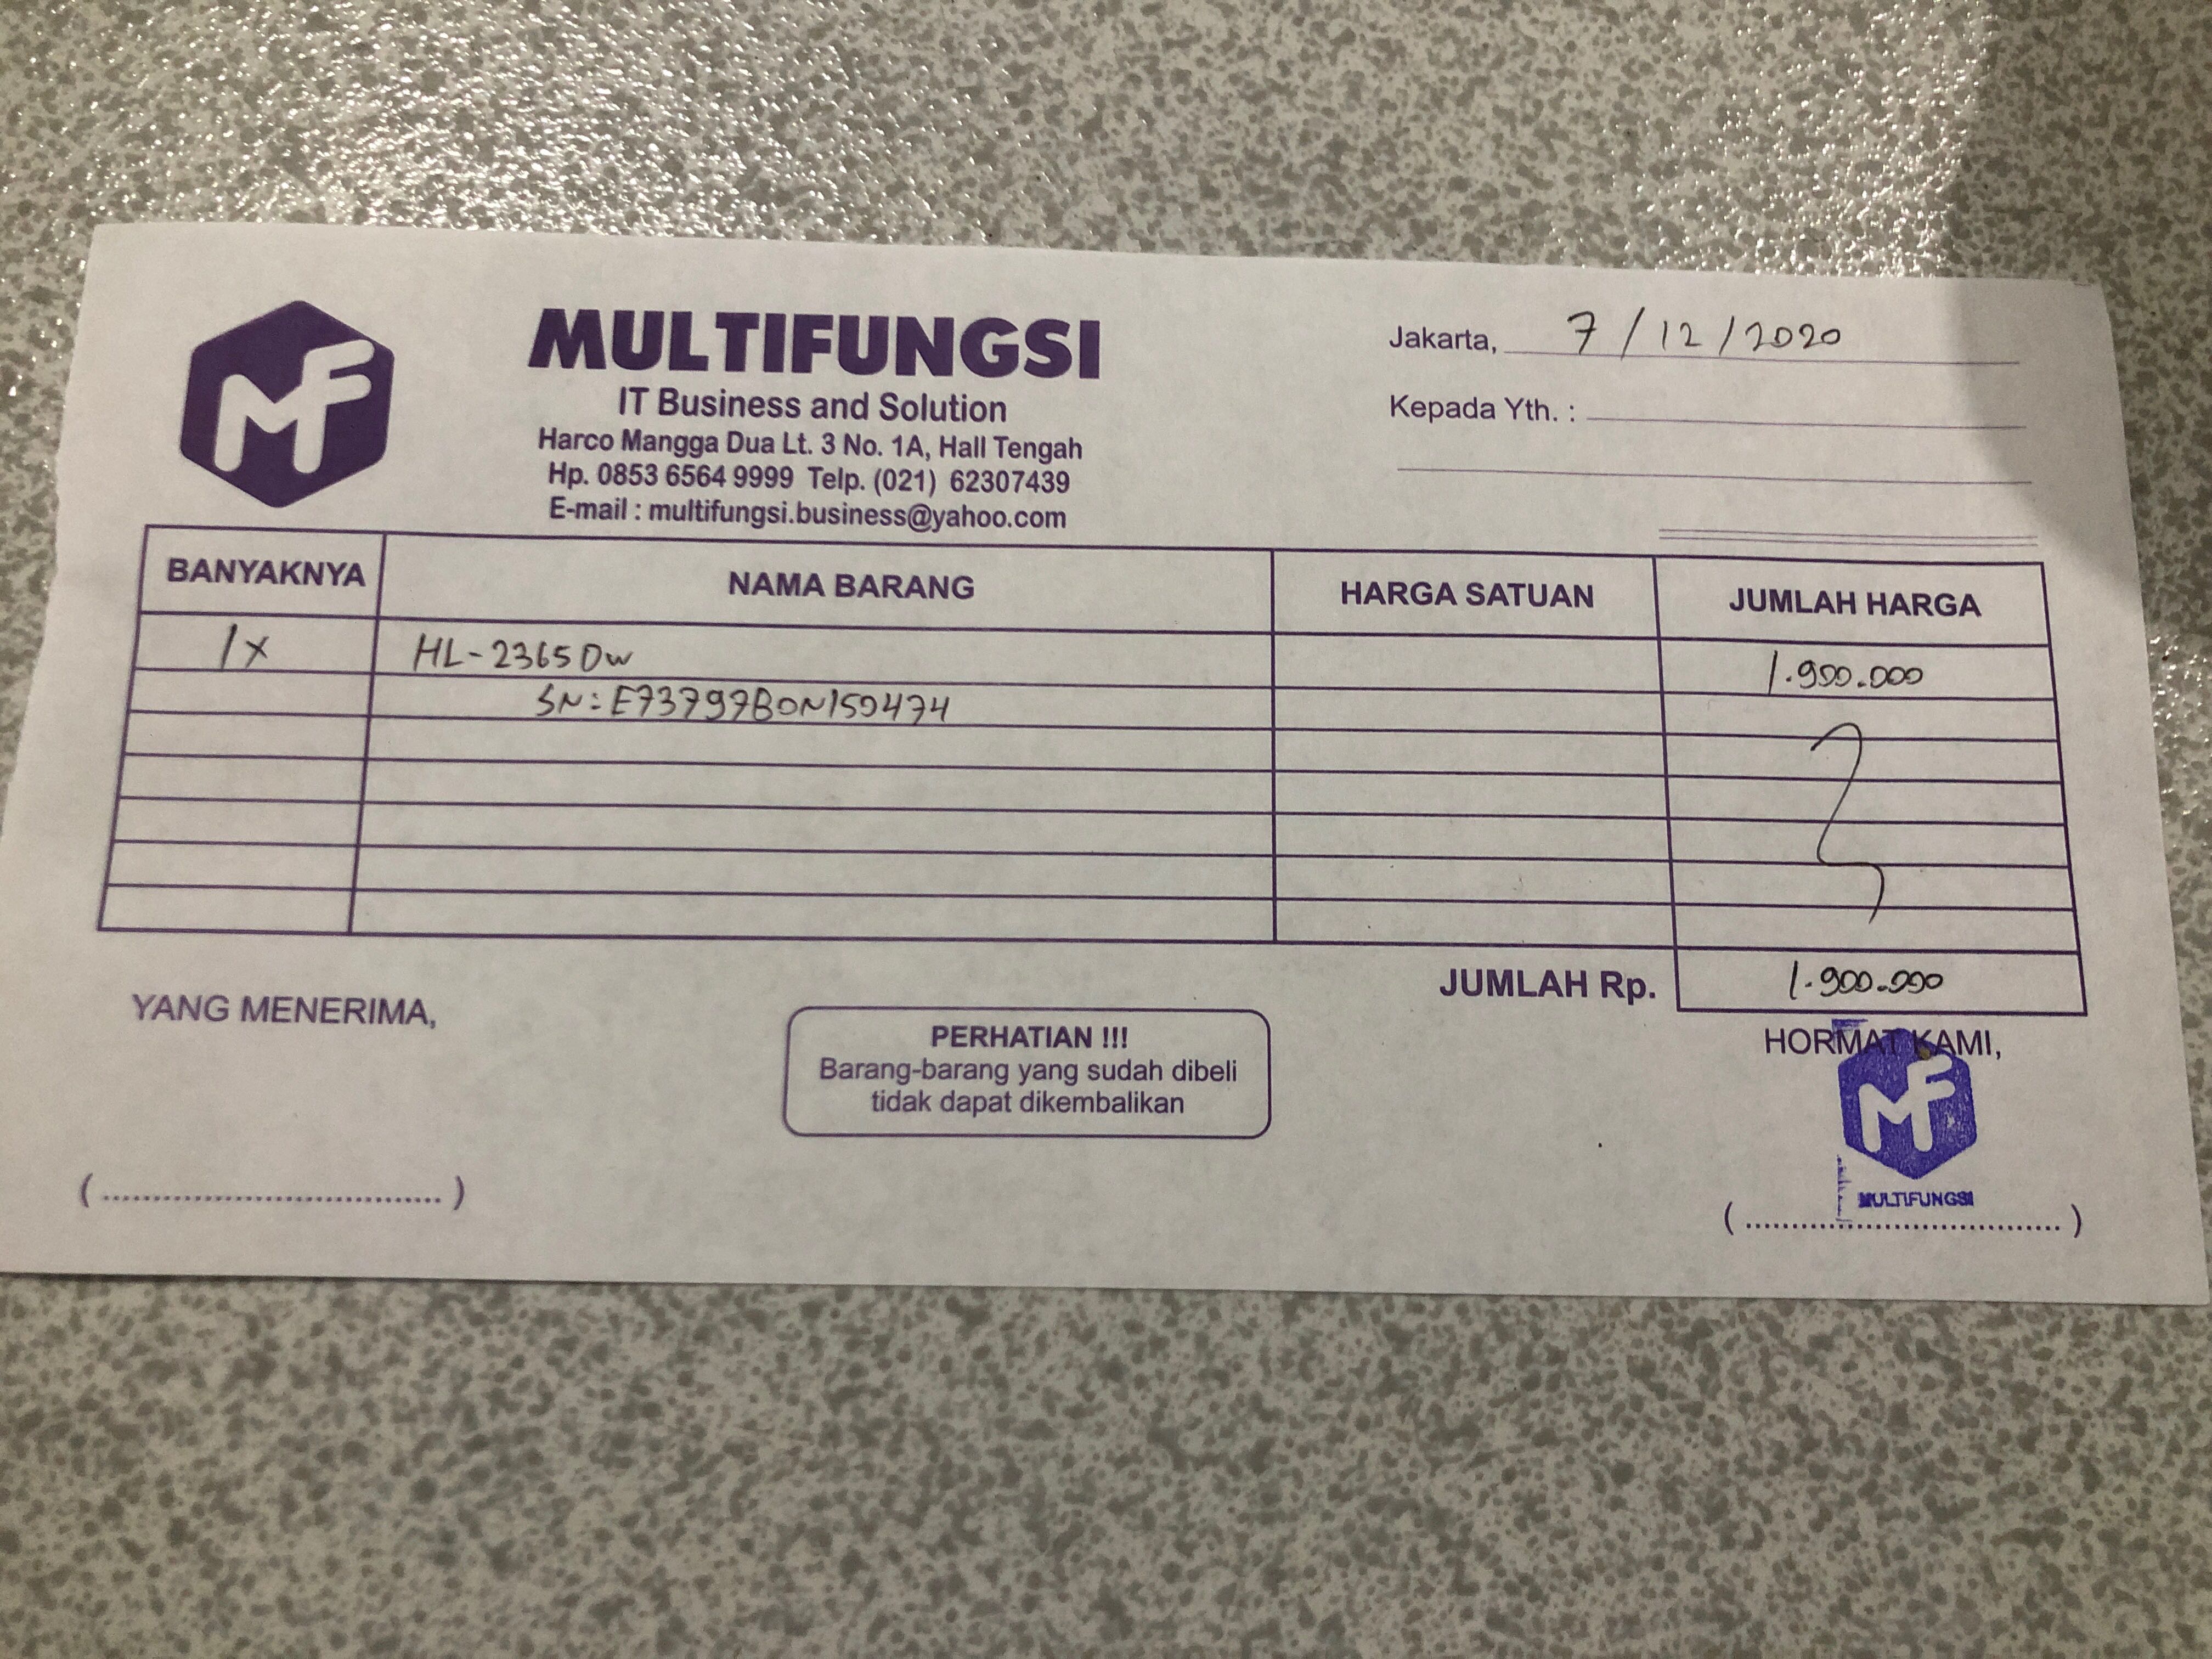 MF
MULTIFUNGSI
IT Business and Solution
Harco Mangga Dua Lt. 3 No. 1A, Hall Tengah
Hp. 0853 6564 9999 Telp. (021) 62307439
E-mail : multifungsi.business@yahoo.com
Jakarta, 7/12/2020
Kepada Yth. :
BANYAKNYA NAMA BARANG HARGA SATUAN JUMLAH HARGA
1x HL-2365DW 1.900.000
SN: E73797B0N150474
JUMLAH Rp. 1.900.000
YANG MENERIMA,
PERHATIAN !!!
Barang-barang yang sudah dibeli
tidak dapat dikembalikan
HORMAT KAMI,
MF
MULTIFUNGSI
(....................................)
(....................................)